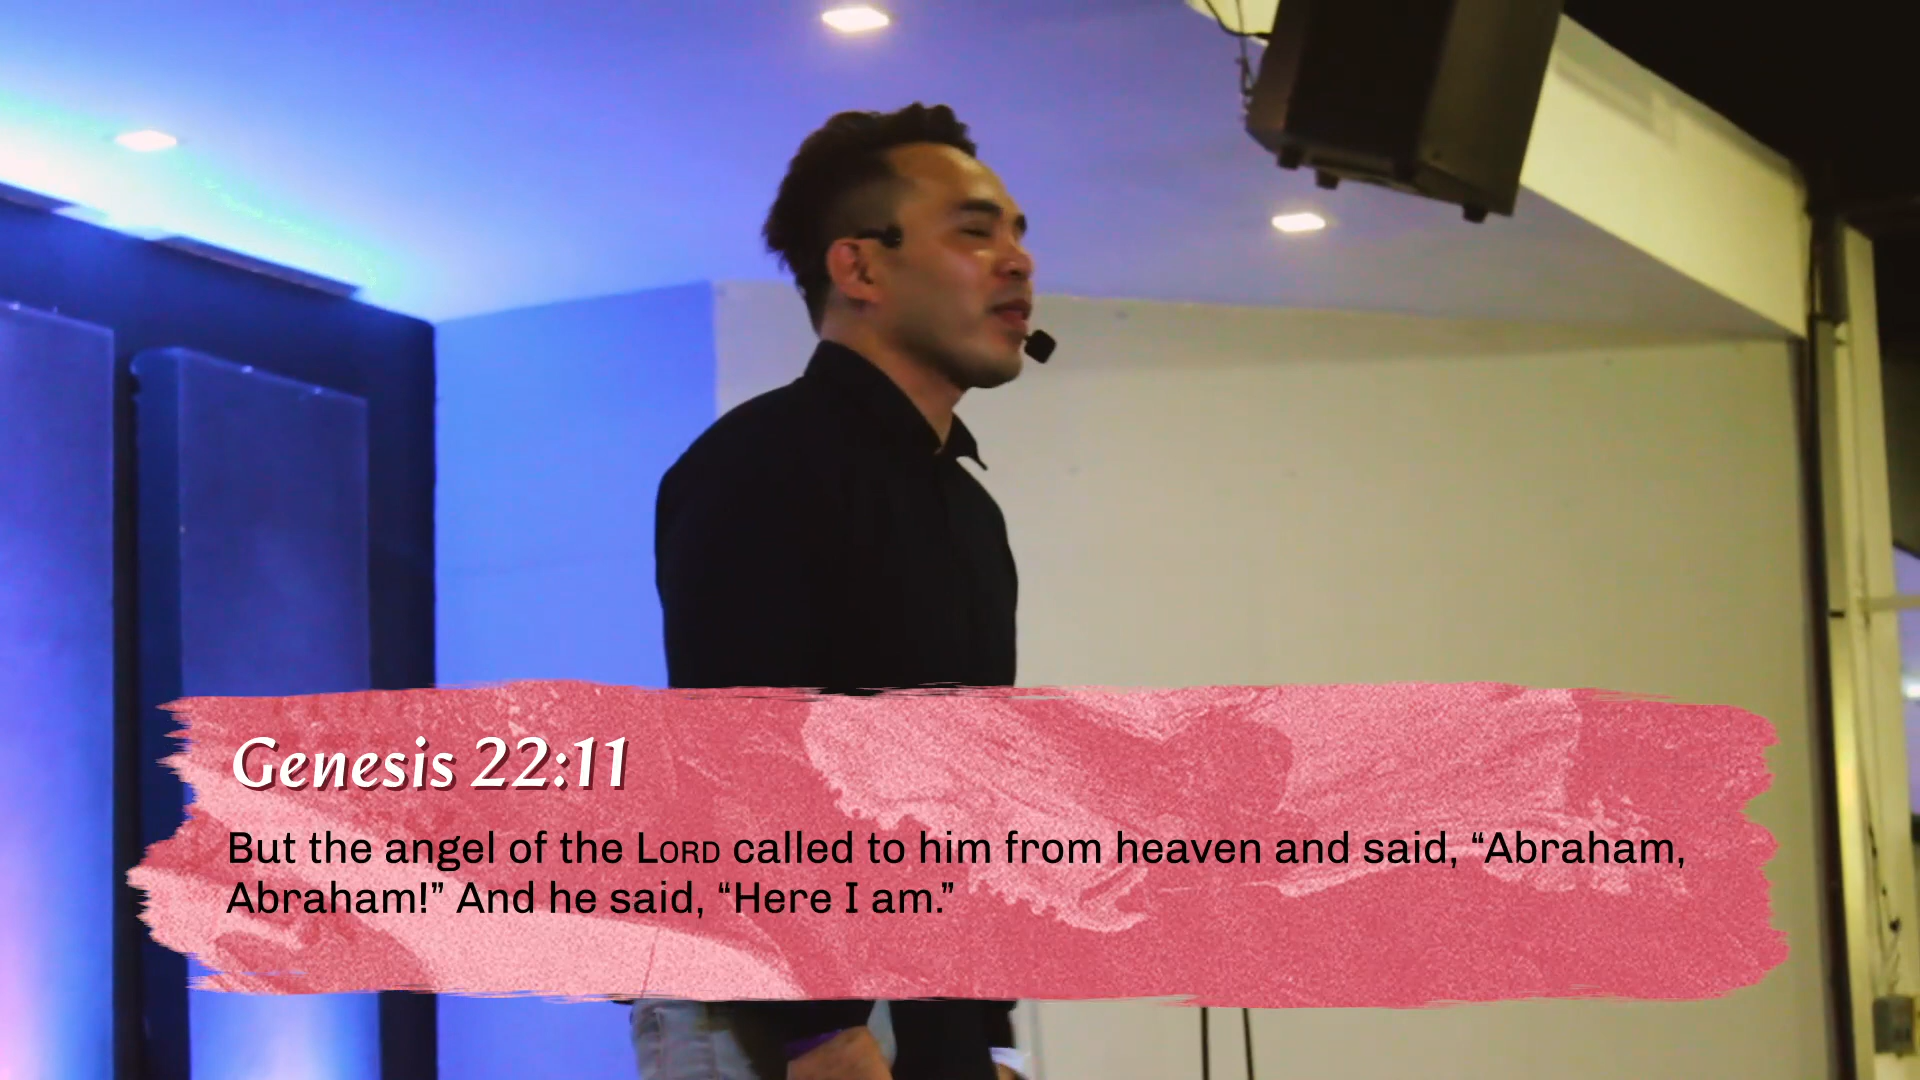 Genesis 22:11
But the angel of the LORD called to him from heaven and said, “Abraham,
Abraham!” And he said, “Here I am.”